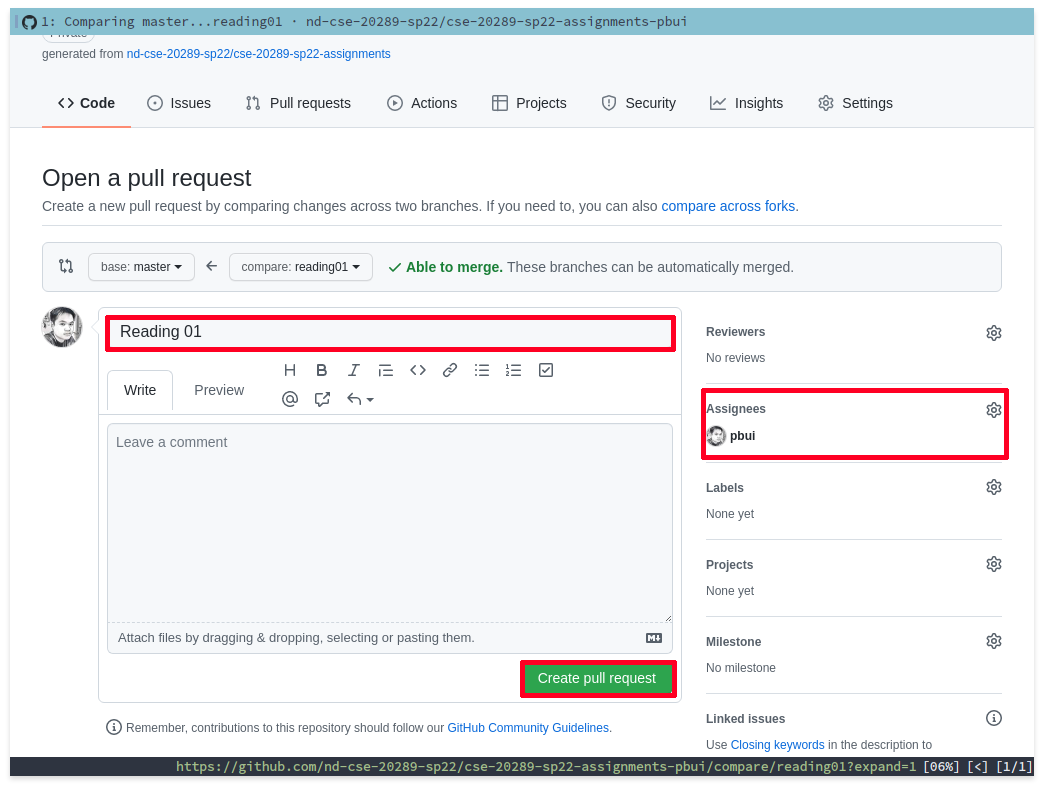 1: Comparing master...reading01 · nd-cse-20289-sp22/cse-20289-sp22-assignments-pbui
Private
generated from nd-cse-20289-sp22/cse-20289-sp22-assignments
Code Issues Pull requests Actions Projects Security Insights Settings
Open a pull request
Create a new pull request by comparing changes across two branches. If you need to, you can also compare across forks.
base: master compare: reading01 Able to merge. These branches can be automatically merged.
Reading 01
Write Preview
Leave a comment
Attach files by dragging & dropping, selecting or pasting them.
Create pull request
Remember, contributions to this repository should follow our GitHub Community Guidelines.
Reviewers
No reviews
Assignees
pbui
Labels
None yet
Projects
None yet
Milestone
No milestone
Linked issues
Use Closing keywords in the description to
https://github.com/nd-cse-20289-sp22/cse-20289-sp22-assignments-pbui/compare/reading01?expand=1 [06%] [<] [1/1]